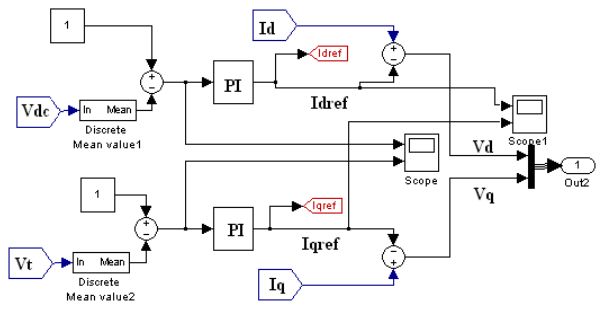 1
Id
Idref
+
−
+
−
PI
Vdc
In Mean
Discrete
Mean value1
Idref
Scope1
Scope
Vd
1
Out2
1
+
−
PI
Iqref
Vq
Vt
In Mean
Discrete
Mean value2
Iqref
−
+
Iq